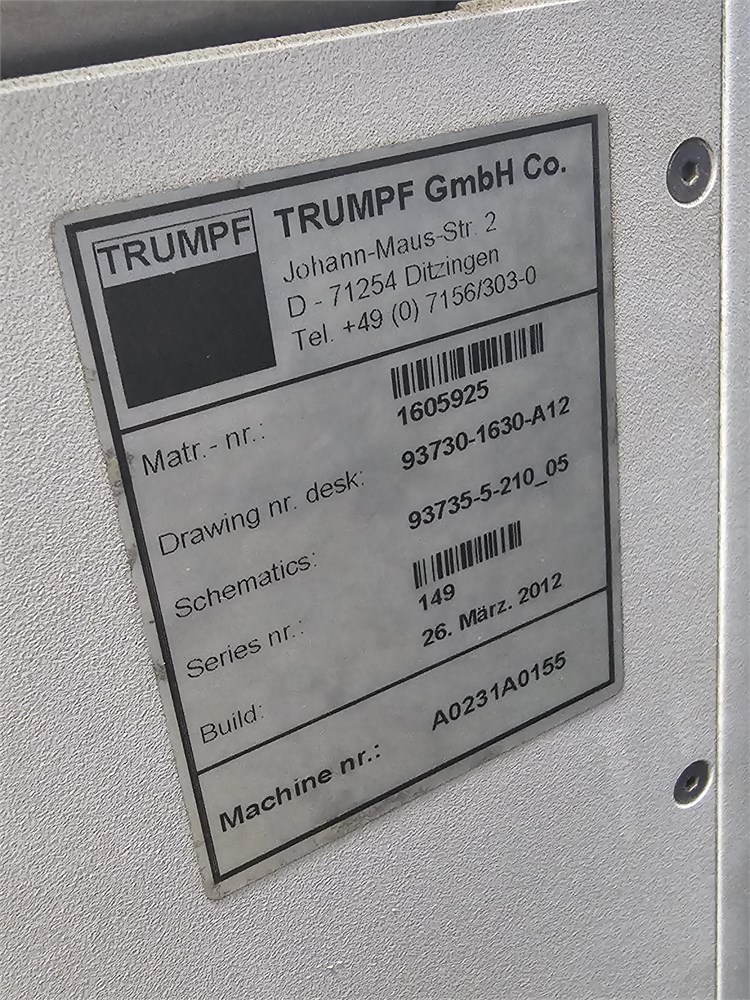 TRUMPF
TRUMPF GmbH Co.
Johann-Maus-Str. 2
D - 71254 Ditzingen
Tel. +49 (0) 7156/303-0
Matr.- nr.: 1605925
Drawing nr. desk: 93730-1630-A12
Schematics: 93735-5-210_05
Series nr.: 149
Build: 26. März. 2012
Machine nr.: A0231A0155